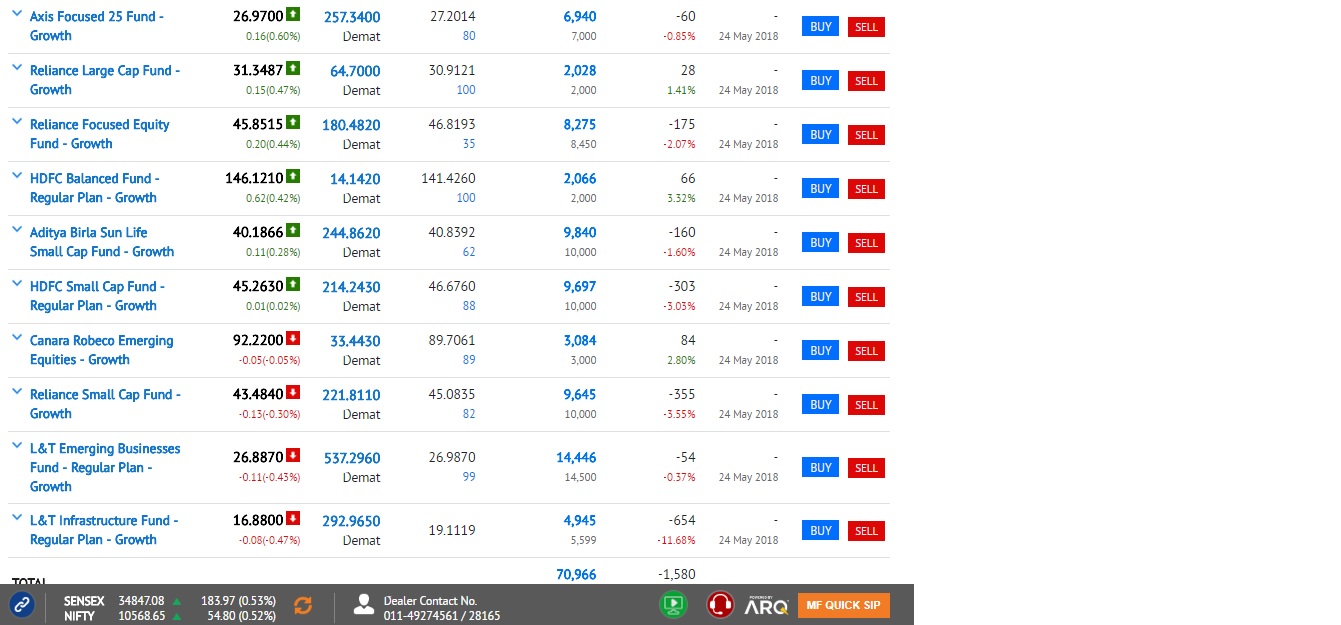 Axis Focused 25 Fund - 26.9700 257.3400 27.2014 6,940 -60 - BUY SELL
Growth 0.16(0.60%) Demat 80 7,000 -0.85% 24 May 2018
Reliance Large Cap Fund - 31.3487 64.7000 30.9121 2,028 28 - BUY SELL
Growth 0.15(0.47%) Demat 100 2,000 1.41% 24 May 2018
Reliance Focused Equity 45.8515 180.4820 46.8193 8,275 -175 - BUY SELL
Fund - Growth 0.20(0.44%) Demat 35 8,450 -2.07% 24 May 2018
HDFC Balanced Fund - 146.1210 14.1420 141.4260 2,066 66 - BUY SELL
Regular Plan - Growth 0.62(0.42%) Demat 100 2,000 3.32% 24 May 2018
Aditya Birla Sun Life 40.1866 244.8620 40.8392 9,840 -160 - BUY SELL
Small Cap Fund - Growth 0.11(0.28%) Demat 62 10,000 -1.60% 24 May 2018
HDFC Small Cap Fund - 45.2630 214.2430 46.6760 9,697 -303 - BUY SELL
Regular Plan - Growth 0.01(0.02%) Demat 88 10,000 -3.03% 24 May 2018
Canara Robeco Emerging 92.2200 33.4430 89.7061 3,084 84 - BUY SELL
Equities - Growth -0.05(-0.05%) Demat 89 3,000 2.80% 24 May 2018
Reliance Small Cap Fund - 43.4840 221.8110 45.0835 9,645 -355 - BUY SELL
Growth -0.13(-0.30%) Demat 82 10,000 -3.55% 24 May 2018
L&T Emerging Businesses 26.8870 537.2960 26.9870 14,446 -54 - BUY SELL
Fund - Regular Plan - -0.11(-0.43%) Demat 99 14,500 -0.37% 24 May 2018
Growth
L&T Infrastructure Fund - 16.8800 292.9650 19.1119 4,945 -654 - BUY SELL
Regular Plan - Growth -0.08(-0.47%) Demat 5,599 -11.68% 24 May 2018
TOTAL 70,966 -1,580
SENSEX 34847.08 183.97 (0.53%) Dealer Contact No. POWERED BY ARQ MF QUICK SIP
NIFTY 10568.65 54.80 (0.52%) 011-49274561 / 28165